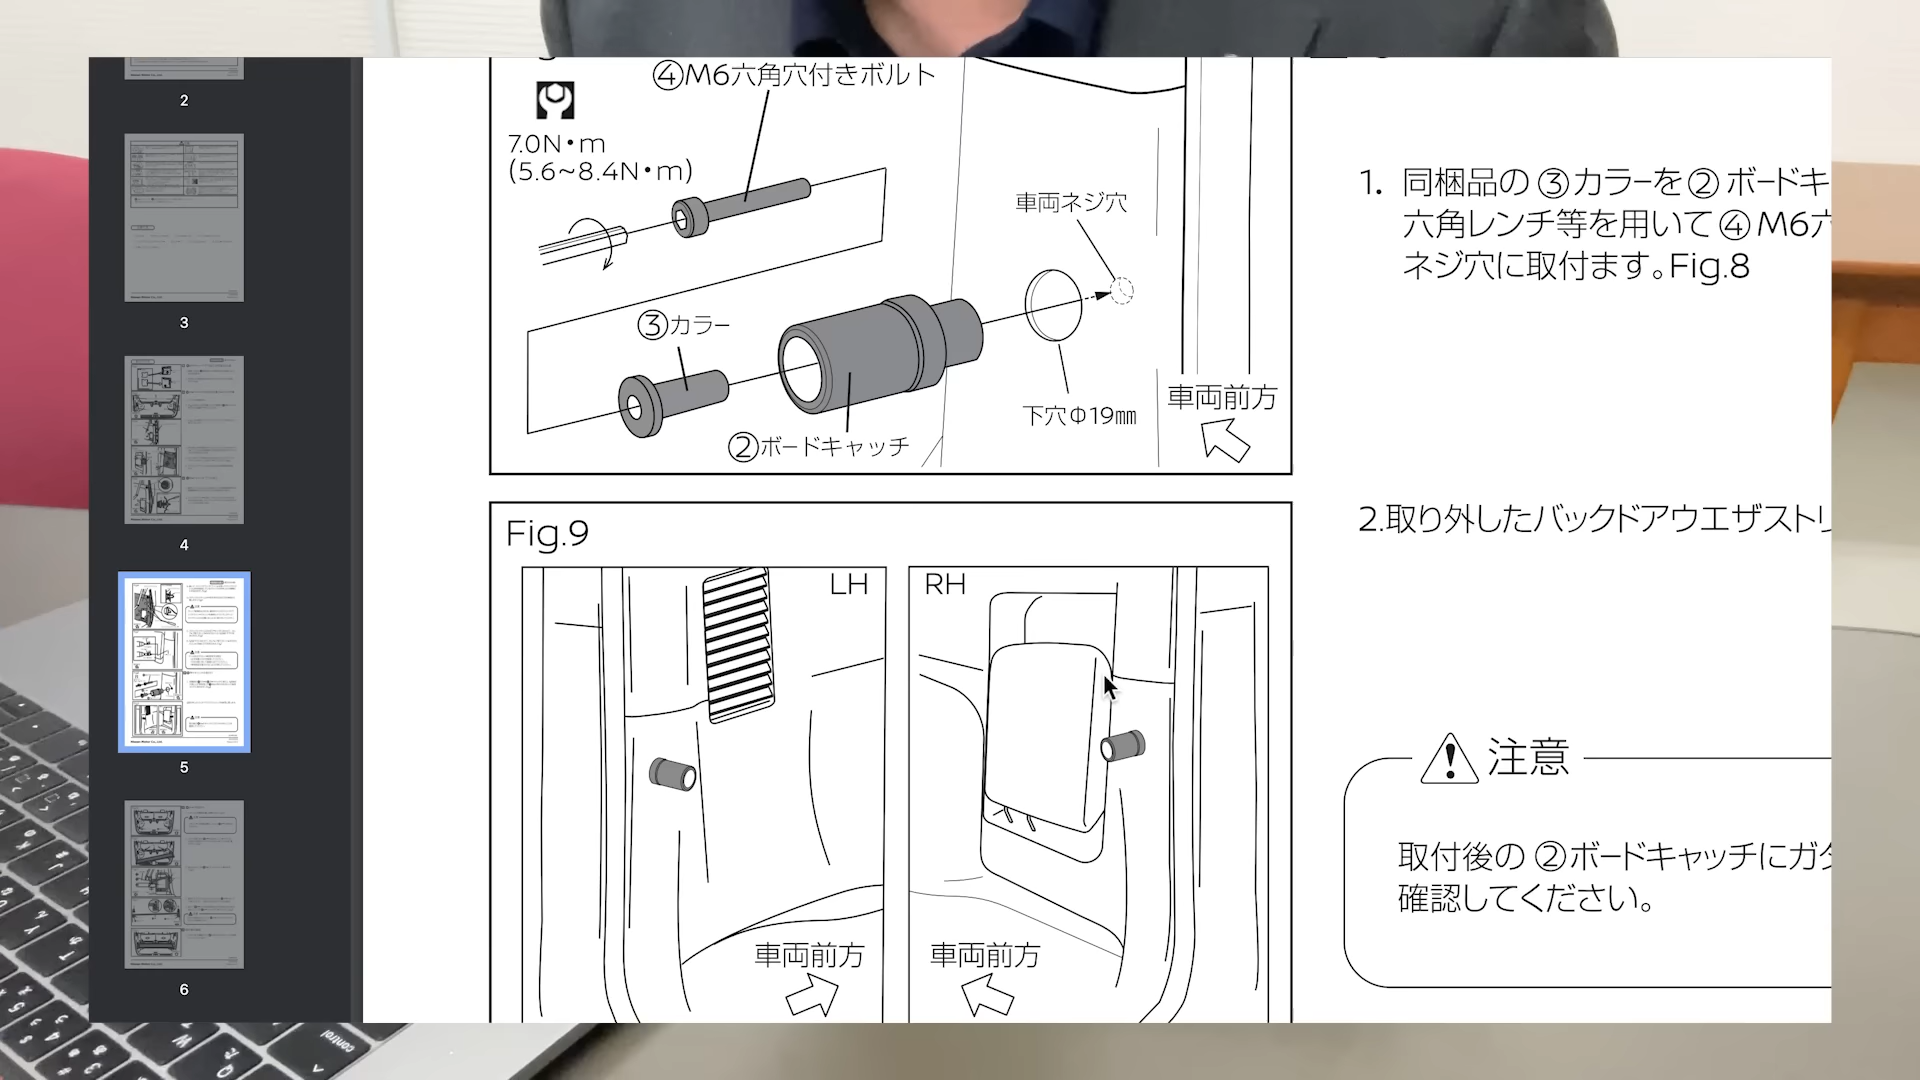 2
3
4
5
6
④M6六角穴付きボルト
7.0N・m
(5.6~8.4N・m)
車両ネジ穴
③カラー
②ボードキャッチ
下穴Φ19mm
車両前方
1. 同梱品の③カラーを②ボードキ
六角レンチ等を用いて④M6
ネジ穴に取付ます。Fig.8
Fig.9
LH
RH
車両前方
車両前方
2.取り外したバックドアウエザスト
注意
取付後の②ボードキャッチにガ
確認してください。
control